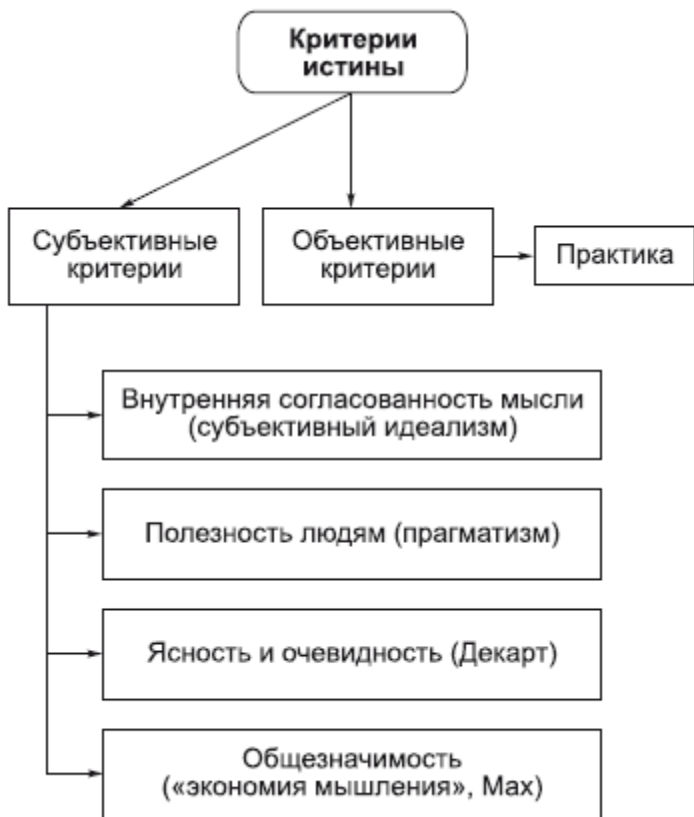 Критерии
истины
Субъективные
критерии
Объективные
критерии
Практика
Внутренняя согласованность мысли
(субъективный идеализм)
Полезность людям (прагматизм)
Ясность и очевидность (Декарт)
Общезначимость
(«экономия мышления», Мах)